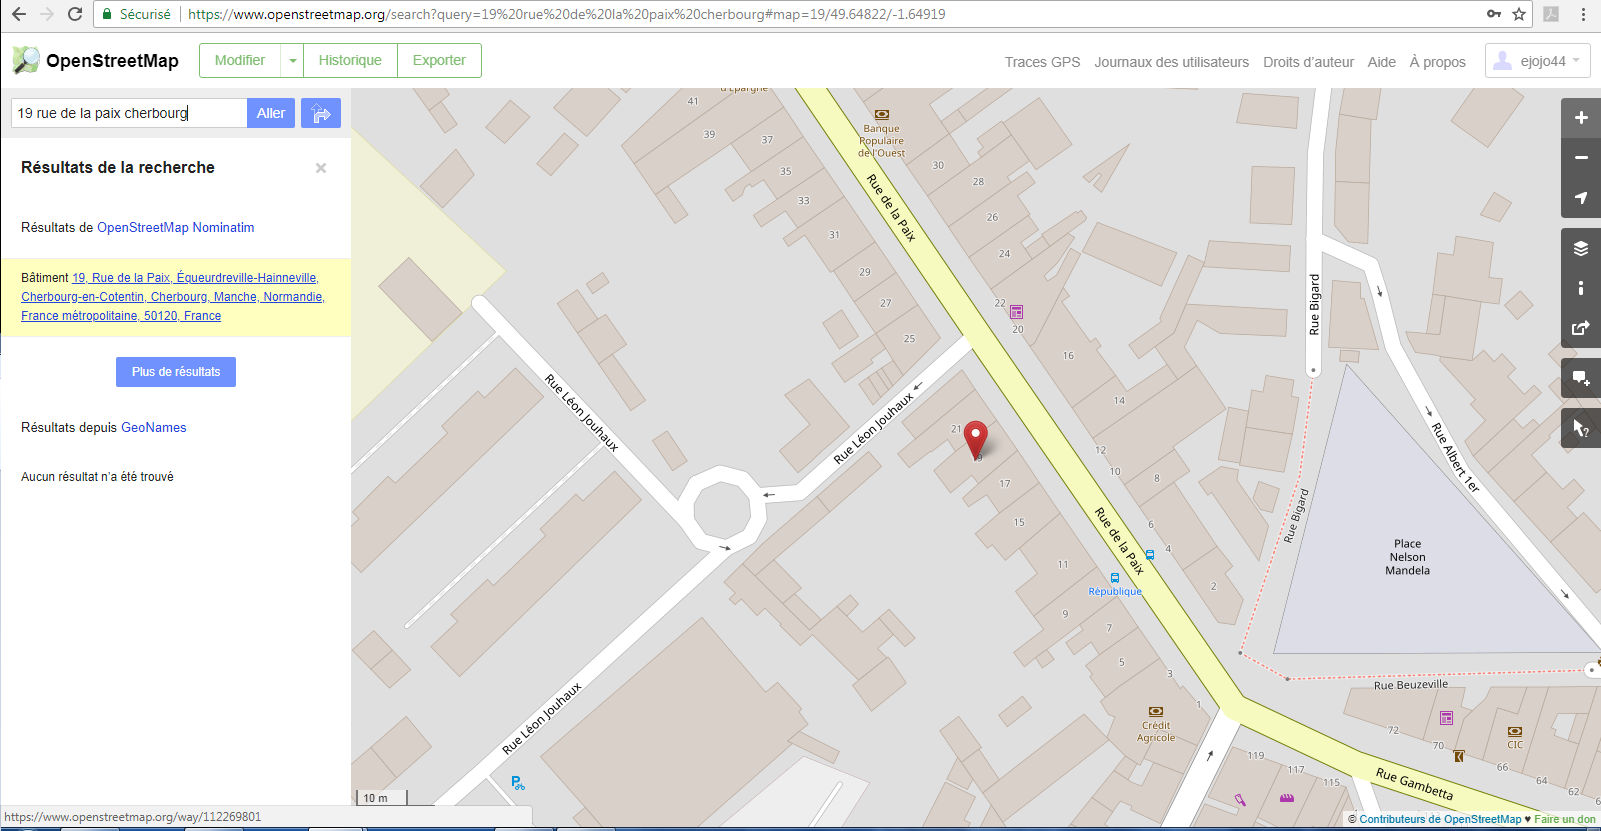 Sécurisé
https://www.openstreetmap.org/search?query=19%20rue%20de%20la%20paix%20cherbourg#map=19/49.64822/-1.64919
OpenStreetMap
Modifier
Historique
Exporter
Traces GPS
Journaux des utilisateurs
Droits d'auteur
Aide
À propos
ejojo44
19 rue de la paix cherbourg
Aller
Résultats de la recherche
×
Résultats de OpenStreetMap Nominatim
Bâtiment 19, Rue de la Paix, Équeurdreville-Hainneville,
Cherbourg-en-Cotentin, Cherbourg, Manche, Normandie,
France métropolitaine, 50120, France
Plus de résultats
Résultats depuis GeoNames
Aucun résultat n'a été trouvé
d'Épargne
41
39
37
35
33
31
29
27
25
Banque
Populaire
de l'Ouest
30
28
26
24
22
20
16
14
12
10
8
6
4
2
Rue de la Paix
Rue Léon Jouhaux
Rue Léon Jouhaux
21
17
15
11
9
7
5
3
1
Rue de la Paix
République
Rue Bigard
Rue Bigard
Rue Albert 1er
Place
Nelson
Mandela
Rue Beuzeville
Rue Léon Jouhaux
Crédit
Agricole
72
70
CIC
66
64
62
119
117
115
Rue Gambetta
P
10 m
https://www.openstreetmap.org/way/112269801
© Contributeurs de OpenStreetMap ♥ Faire un don